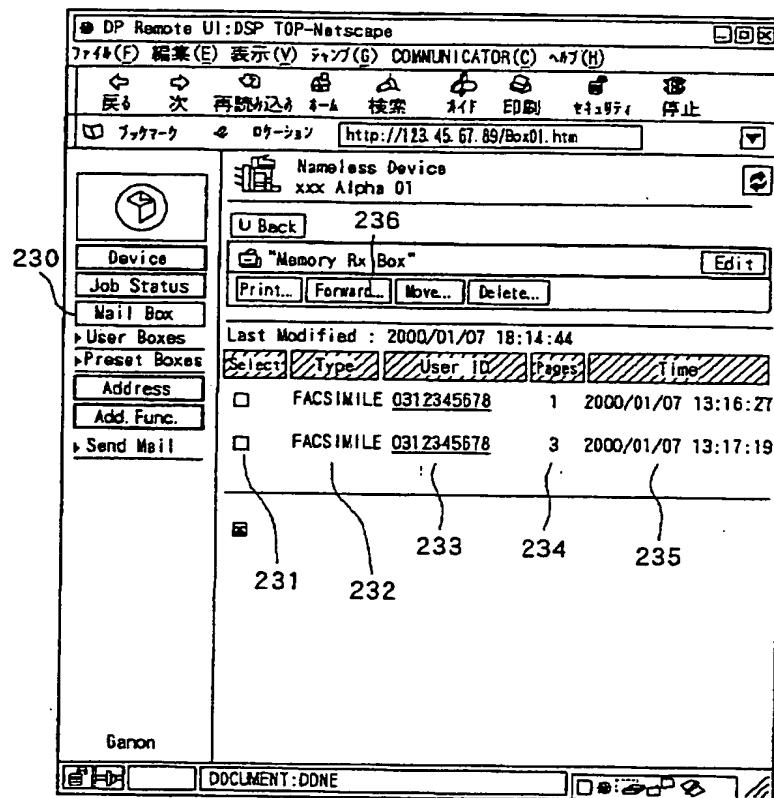 DP Remote UI:DSP TOP-Netscape
ファイル(F) 編集(E) 表示(V) ジャンプ(G) COMMUNICATOR(C) ヘルプ(H)
戻る 次 再読み込み ホーム 検索 ガイド 印刷 セキュリティ 停止
ブックマーク ロケーション http://123.45.67.89/Box01.htm
Nameless Device
xxx Alpha 01
Back 236
230 Device "Memory Rx Box" Edit
Job Status Print... Forward... Move... Delete...
Mail Box
User Boxes Last Modified : 2000/01/07 18:14:44
Preset Boxes Select Type User ID Pages Time
Address
Add. Func. FACSIMILE 0312345678 1 2000/01/07 13:16:27
Send Mail FACSIMILE 0312345678 3 2000/01/07 13:17:19
231 232 233 234 235
Ganon
DOCUMENT:DDNE